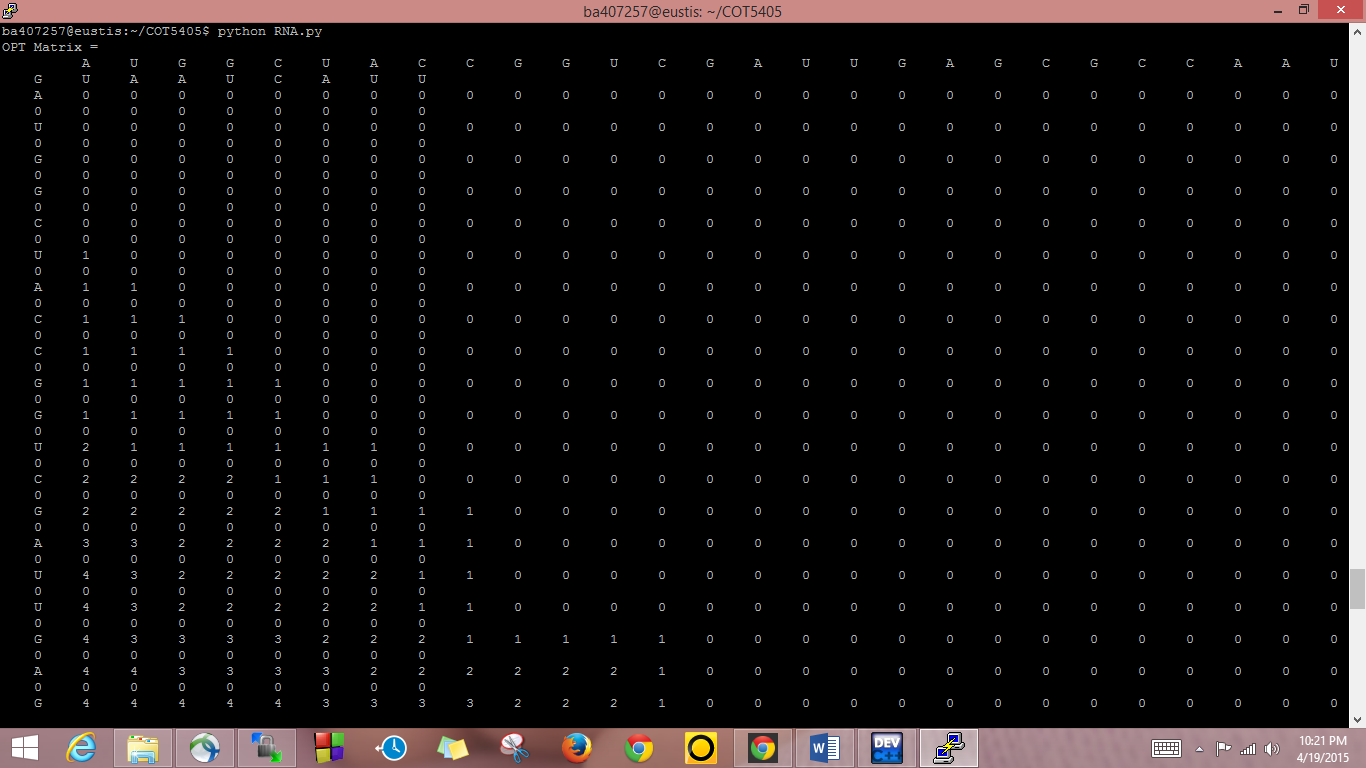 ba407257@eustis: ~/COT5405
ba407257@eustis:~/COT5405$ python RNA.py
OPT Matrix =
A U G G C U A C C G G U C G A U U G A G C G C C A A U
G U A A U C A U U
A 0 0 0 0 0 0 0 0 0 0 0 0 0 0 0 0 0 0 0 0 0 0 0 0 0 0 0
0 0 0 0 0 0 0 0 0
U 0 0 0 0 0 0 0 0 0 0 0 0 0 0 0 0 0 0 0 0 0 0 0 0 0 0 0
0 0 0 0 0 0 0 0 0
G 0 0 0 0 0 0 0 0 0 0 0 0 0 0 0 0 0 0 0 0 0 0 0 0 0 0 0
0 0 0 0 0 0 0 0 0
G 0 0 0 0 0 0 0 0 0 0 0 0 0 0 0 0 0 0 0 0 0 0 0 0 0 0 0
0 0 0 0 0 0 0 0 0
C 0 0 0 0 0 0 0 0 0 0 0 0 0 0 0 0 0 0 0 0 0 0 0 0 0 0 0
0 0 0 0 0 0 0 0 0
U 1 0 0 0 0 0 0 0 0 0 0 0 0 0 0 0 0 0 0 0 0 0 0 0 0 0 0
0 0 0 0 0 0 0 0 0
A 1 1 0 0 0 0 0 0 0 0 0 0 0 0 0 0 0 0 0 0 0 0 0 0 0 0 0
0 0 0 0 0 0 0 0 0
C 1 1 1 0 0 0 0 0 0 0 0 0 0 0 0 0 0 0 0 0 0 0 0 0 0 0 0
0 0 0 0 0 0 0 0 0
C 1 1 1 1 0 0 0 0 0 0 0 0 0 0 0 0 0 0 0 0 0 0 0 0 0 0 0
0 0 0 0 0 0 0 0 0
G 1 1 1 1 1 0 0 0 0 0 0 0 0 0 0 0 0 0 0 0 0 0 0 0 0 0 0
0 0 0 0 0 0 0 0 0
G 1 1 1 1 1 0 0 0 0 0 0 0 0 0 0 0 0 0 0 0 0 0 0 0 0 0 0
0 0 0 0 0 0 0 0 0
U 2 1 1 1 1 1 1 0 0 0 0 0 0 0 0 0 0 0 0 0 0 0 0 0 0 0 0
0 0 0 0 0 0 0 0 0
C 2 2 2 2 1 1 1 0 0 0 0 0 0 0 0 0 0 0 0 0 0 0 0 0 0 0 0
0 0 0 0 0 0 0 0 0
G 2 2 2 2 2 1 1 1 1 0 0 0 0 0 0 0 0 0 0 0 0 0 0 0 0 0 0
0 0 0 0 0 0 0 0 0
A 3 3 2 2 2 2 1 1 1 0 0 0 0 0 0 0 0 0 0 0 0 0 0 0 0 0 0
0 0 0 0 0 0 0 0 0
U 4 3 2 2 2 2 2 1 1 0 0 0 0 0 0 0 0 0 0 0 0 0 0 0 0 0 0
0 0 0 0 0 0 0 0 0
U 4 3 2 2 2 2 2 1 1 0 0 0 0 0 0 0 0 0 0 0 0 0 0 0 0 0 0
0 0 0 0 0 0 0 0 0
G 4 3 3 3 3 2 2 2 1 1 1 1 1 0 0 0 0 0 0 0 0 0 0 0 0 0 0
0 0 0 0 0 0 0 0 0
A 4 4 3 3 3 3 2 2 2 2 2 2 1 0 0 0 0 0 0 0 0 0 0 0 0 0 0
0 0 0 0 0 0 0 0 0
G 4 4 4 4 4 3 3 3 3 2 2 2 1 0 0 0 0 0 0 0 0 0 0 0 0 0 0
DEV
C++
10:21 PM
4/19/2015